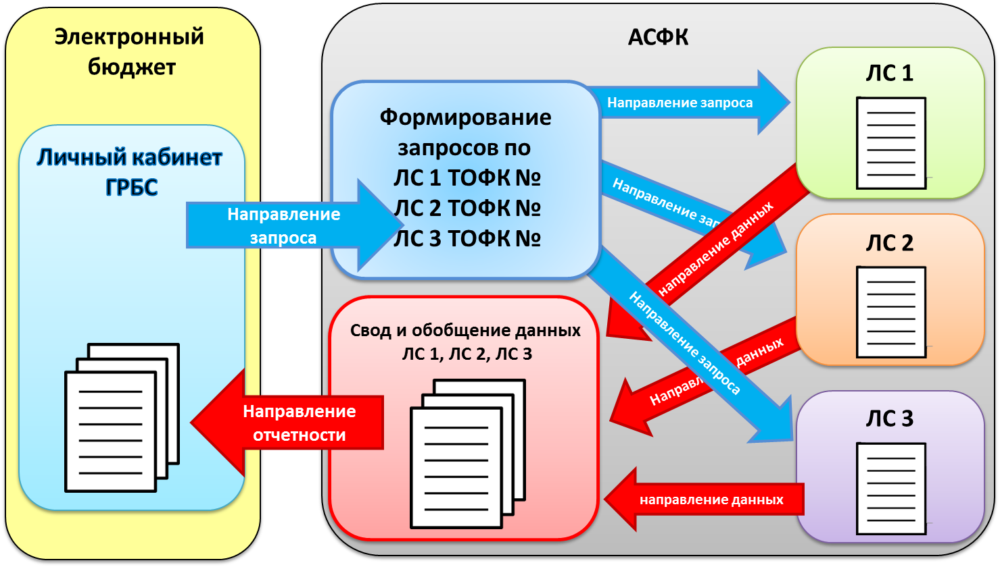 Электронный
бюджет
Личный кабинет
ГРБС
Направление
запроса
Направление
отчетности
АСФК
Формирование
запросов по
ЛС 1 ТОФК №
ЛС 2 ТОФК №
ЛС 3 ТОФК №
Свод и обобщение данных
ЛС 1, ЛС 2, ЛС 3
Направление запроса
Направление зап
направление данных
Направление запроса
Направл данных
направление данных
ЛС 1
ЛС 2
ЛС 3